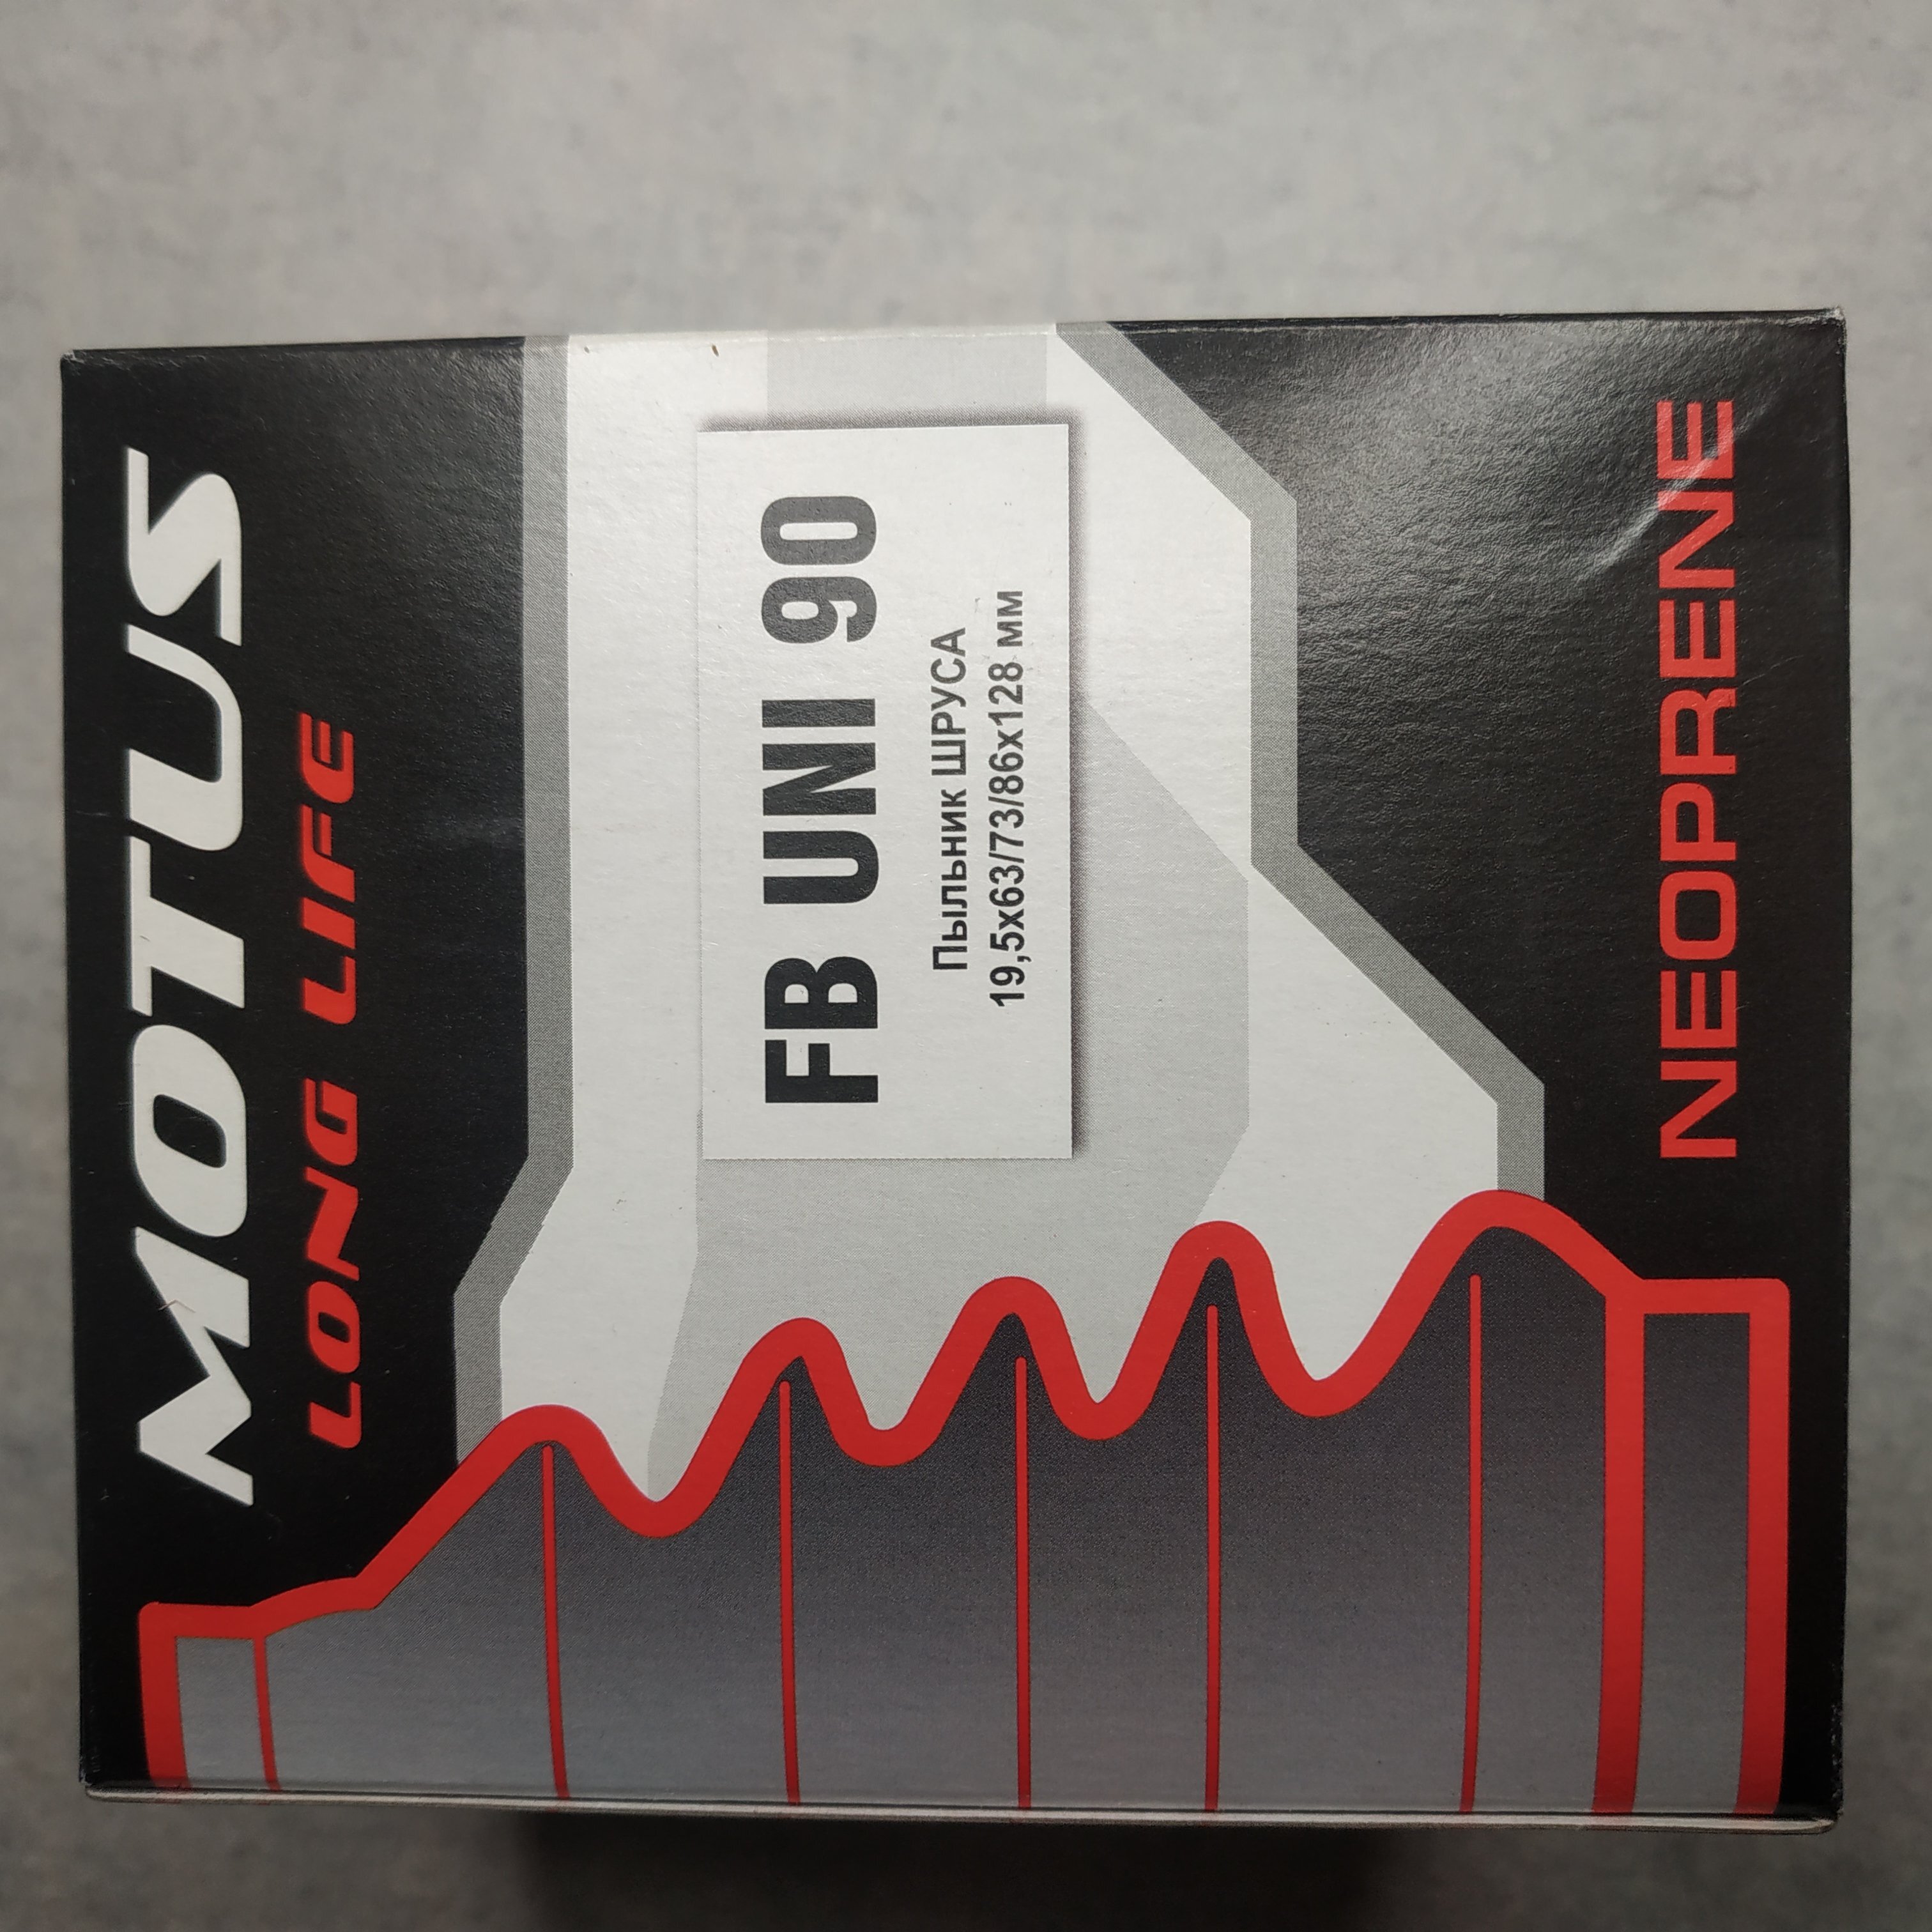 MOTUS
LONG LIFE
FB UNI 90
Пыльник ШРУСА
19,5x63/73/86x128 мм
NEOPRENE